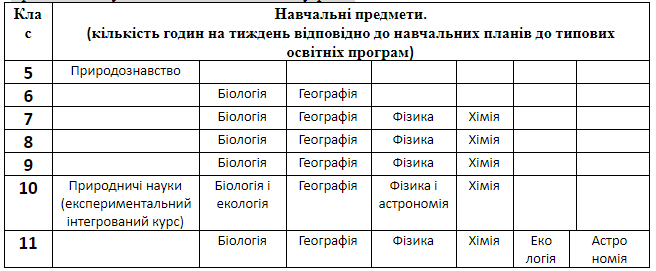 Кла Навчальні предмети.
с (кількість годин на тиждень відповідно до навчальних планів до типових
освітніх програм)
5 Природознавство
6 Біологія Географія
7 Біологія Географія Фізика Хімія
8 Біологія Географія Фізика Хімія
9 Біологія Географія Фізика Хімія
10 Природничі науки Біологія і Географія Фізика і Хімія
(експериментальний екологія астрономія
інтегрований курс)
11 Біологія Географія Фізика Хімія Еко Астро
логія номія